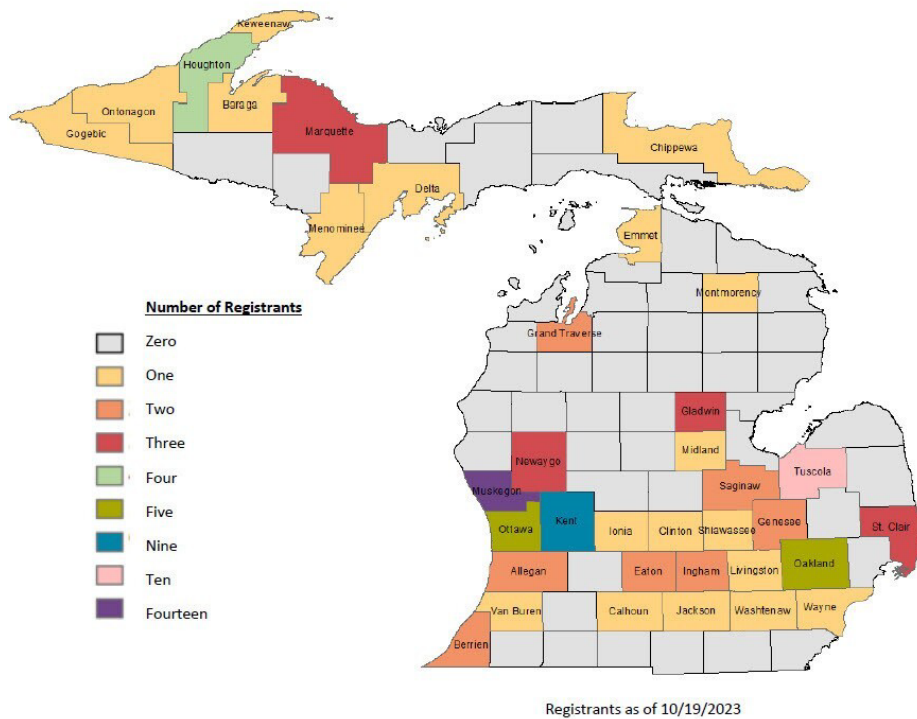 Keweenaw
Houghton
Ontonagon
Baraga
Gogebic
Marquette
Chippewa
Delta
Menominee
Emmet
Montmorency
Number of Registrants
Zero
One
Two
Three
Four
Five
Nine
Ten
Fourteen
Grand Traverse
Gladwin
Newaygo
Midland
Muskegon
Saginaw
Tuscola
Ottawa
Kent
Ionia
Clinton
Shiawassee
Genesee
St. Clair
Allegan
Eaton
Ingham
Livingston
Oakland
Van Buren
Calhoun
Jackson
Washtenaw
Wayne
Berrien
Registrants as of 10/19/2023